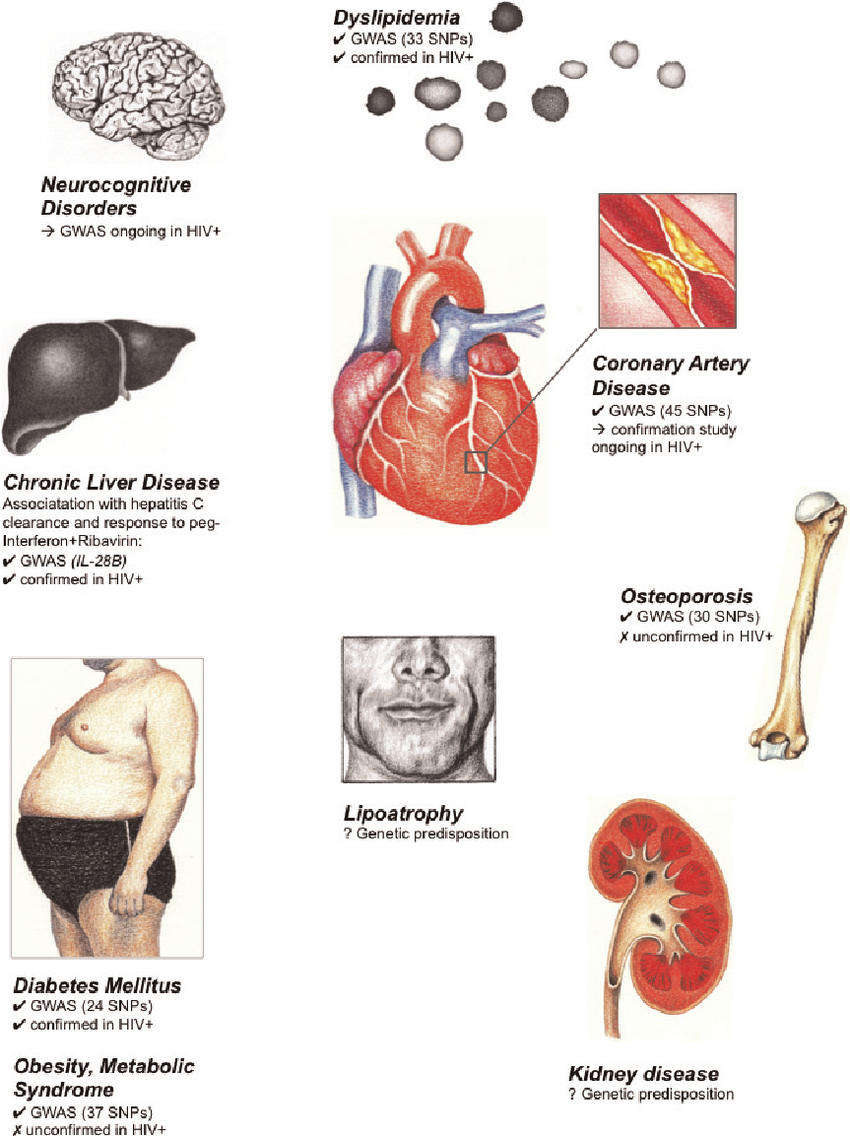 Dyslipidemia
✔ GWAS (33 SNPs)
✔ confirmed in HIV+
Neurocognitive
Disorders
→ GWAS ongoing in HIV+
Coronary Artery
Disease
✔ GWAS (45 SNPs)
→ confirmation study
ongoing in HIV+
Chronic Liver Disease
Associatation with hepatitis C
clearance and response to peg-
Interferon+Ribavirin:
✔ GWAS (IL-28B)
✔ confirmed in HIV+
Osteoporosis
✔ GWAS (30 SNPs)
✗ unconfirmed in HIV+
Lipoatrophy
? Genetic predisposition
Diabetes Mellitus
✔ GWAS (24 SNPs)
✔ confirmed in HIV+
Obesity, Metabolic
Syndrome
✔ GWAS (37 SNPs)
✗ unconfirmed in HIV+
Kidney disease
? Genetic predisposition